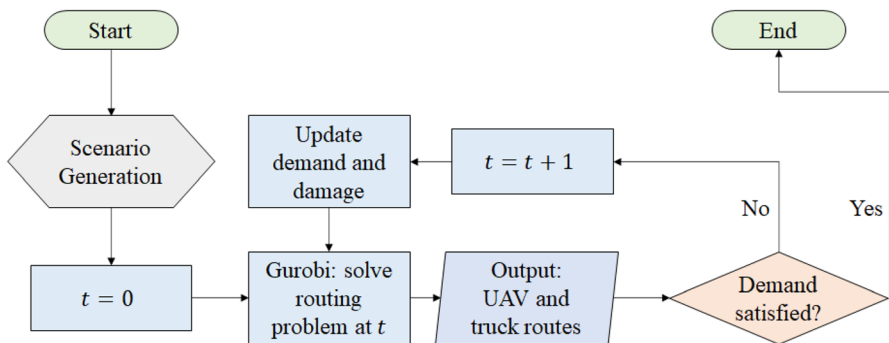 Start
End
Scenario
Generation
Update
demand and
damage
t = t + 1
No
Yes
t = 0
Gurobi: solve
routing
problem at t
Output:
UAV and
truck routes
Demand
satisfied?